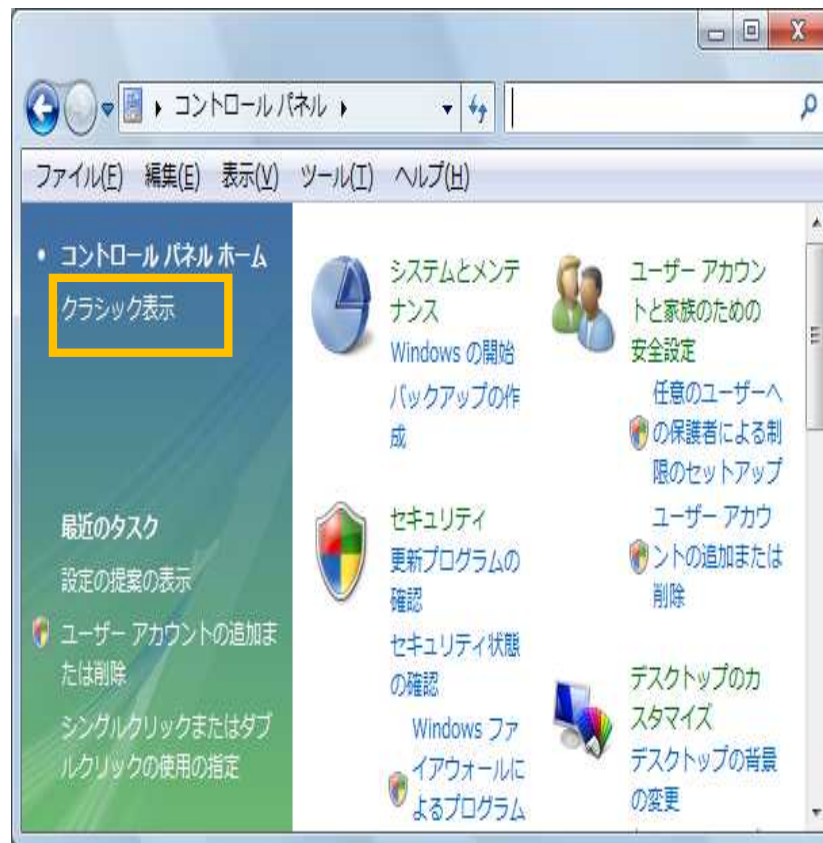 コントロール パネル
ファイル(F) 編集(E) 表示(V) ツール(T) ヘルプ(H)
コントロール パネル ホーム
クラシック表示
最近のタスク
設定の提案の表示
ユーザー アカウントの追加ま
たは削除
シングルクリックまたはダブ
ルクリックの使用の指定
システムとメンテ
ナンス
Windows の開始
バックアップの作
成
セキュリティ
更新プログラムの
確認
セキュリティ状態
の確認
Windows ファ
イアウォールに
よるプログラム
ユーザー アカウン
トと家族のための
安全設定
任意のユーザーへ
の保護者による制
限のセットアップ
ユーザー アカウ
ントの追加または
削除
デスクトップのカ
スタマイズ
デスクトップの背景
の変更